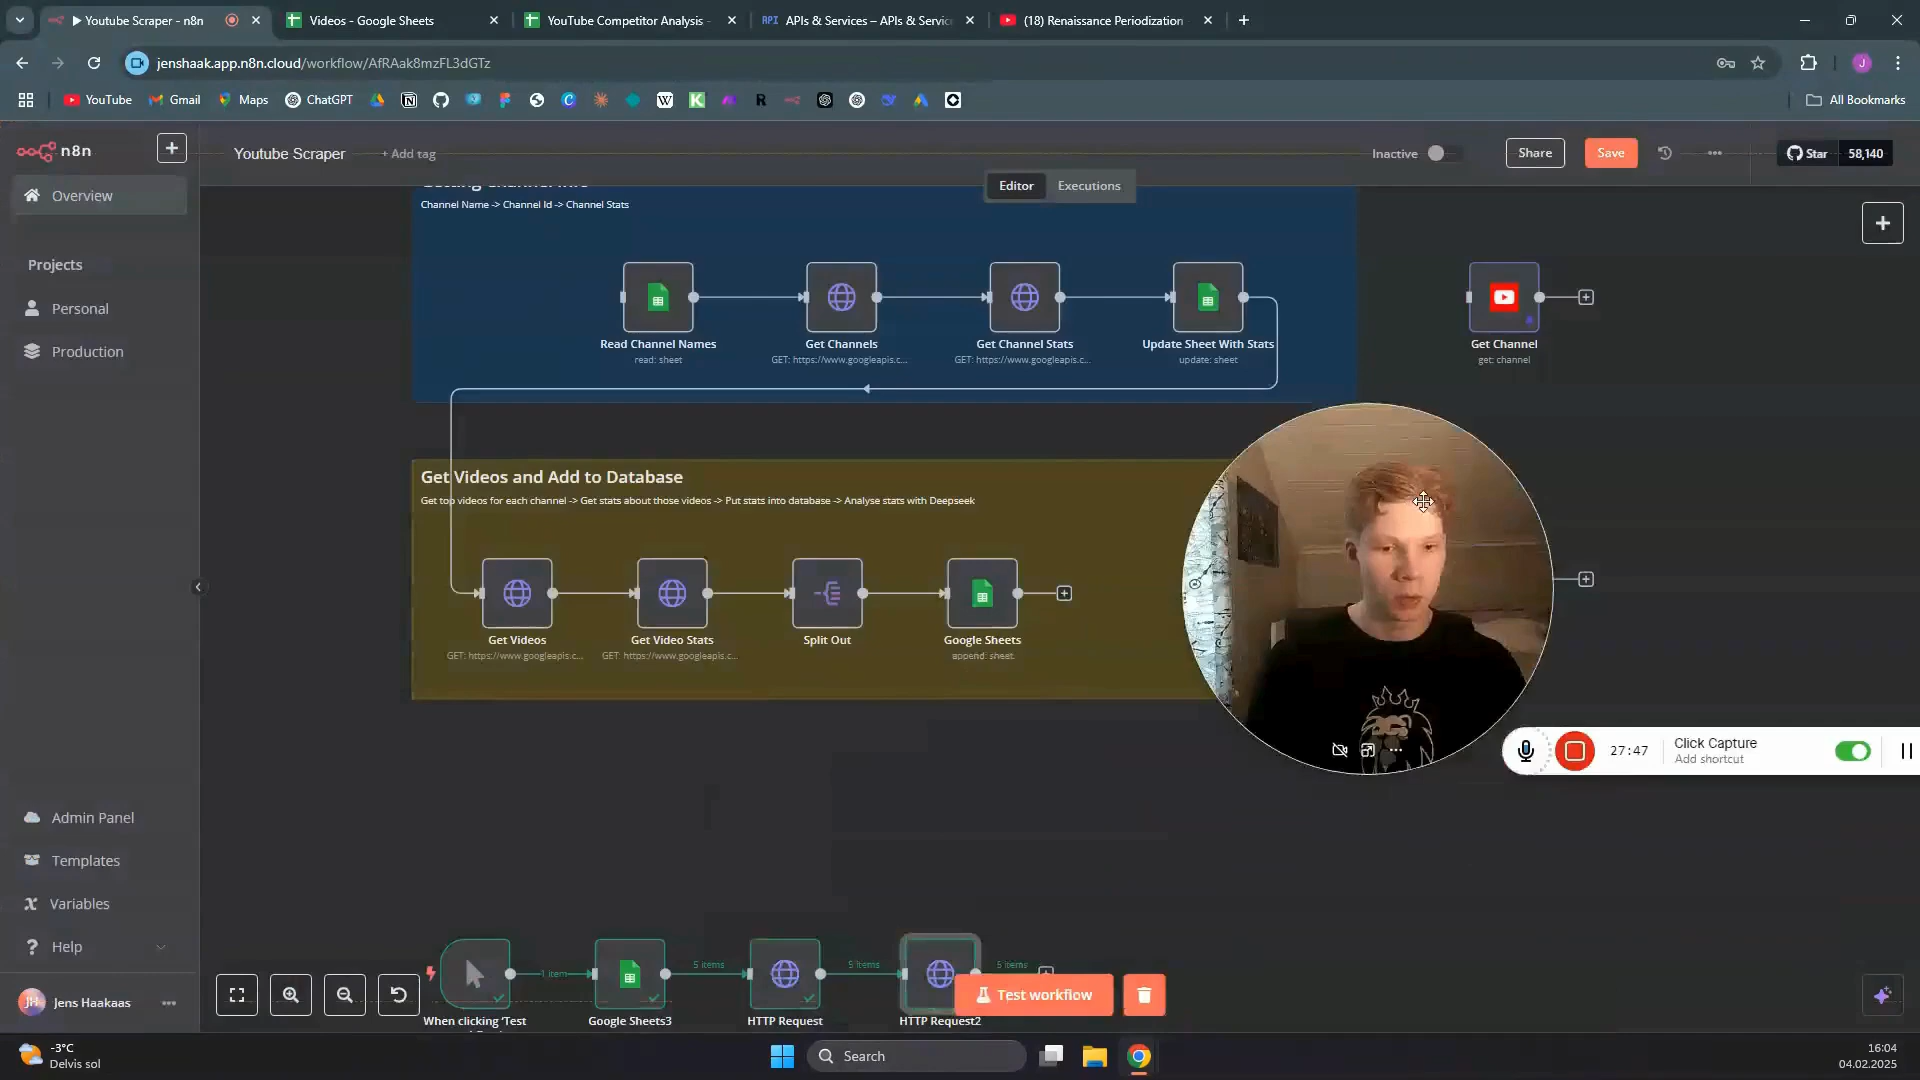 Youtube Scraper - n8n
Videos - Google Sheets
YouTube Competitor Analysis -
API APIs & Services – APIs & Servic
(18) Renaissance Periodization
jenshaak.app.n8n.cloud/workflow/AfRAak8mzFL3dGTz
J
YouTube
Gmail
Maps
ChatGPT
All Bookmarks
n8n
Youtube Scraper
+ Add tag
Inactive
Share
Save
Star
58,140
Editor
Executions
Overview
Projects
Personal
Production
Channel Name -> Channel Id -> Channel Stats
Read Channel Names
read: sheet
Get Channels
GET: https://www.googleapis.c...
Get Channel Stats
GET: https://www.googleapis.c...
Update Sheet With Stats
update: sheet
Get Channel
get: channel
Get Videos and Add to Database
Get top videos for each channel -> Get stats about those videos -> Put stats into database -> Analyse stats with Deepseek
Get Videos
GET: https://www.googleapis.c...
Get Video Stats
GET: https://www.googleapis.c...
Split Out
Google Sheets
append: sheet
27:47
Click Capture
Add shortcut
Admin Panel
Templates
Variables
Help
JH
Jens Haakaas
1 item
5 items
5 items
5 items
When clicking 'Test
Google Sheets3
HTTP Request
HTTP Request2
Test workflow
-3°C
Delvis sol
Search
16:04
04.02.2025